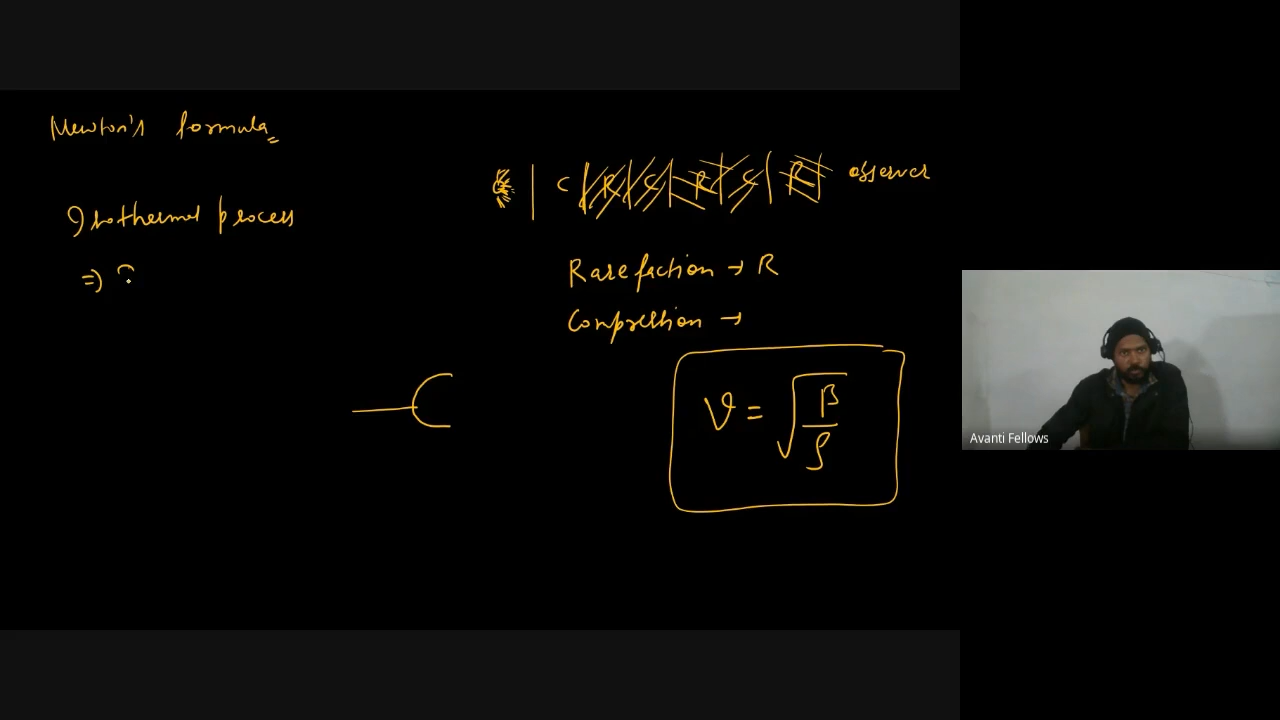 Newton's formula
C R C R C R observer
Isothermal process
⇒
Rarefaction → R
Compression →
v = √(β/ρ)
Avanti Fellows